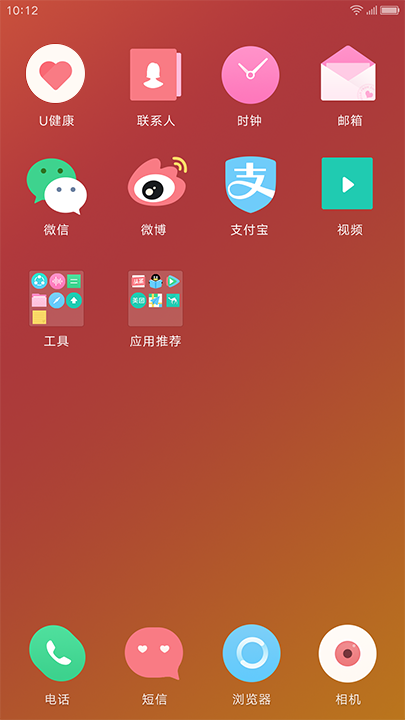 10:12
U健康
联系人
时钟
邮箱
微信
微博
支付宝
支
视频
美团
工具
应用推荐
电话
短信
浏览器
相机